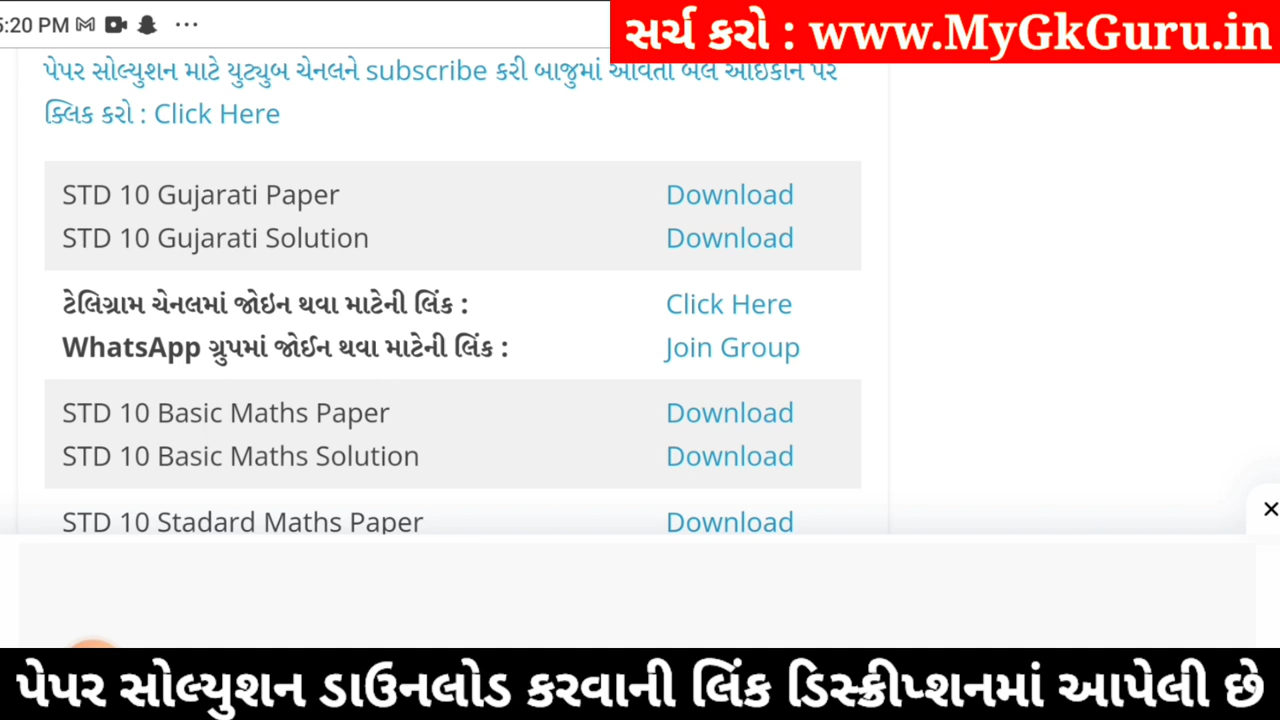 5:20 PM
સર્ચ કરો : www.MyGkGuru.in
પેપર સોલ્યુશન માટે યુટ્યુબ ચેનલને subscribe કરી બાજુમાં આવતા બેલ આઇકોન પર
ક્લિક કરો : Click Here
STD 10 Gujarati Paper Download
STD 10 Gujarati Solution Download
ટેલિગ્રામ ચેનલમાં જોઇન થવા માટેની લિંક : Click Here
WhatsApp ગ્રુપમાં જોઈન થવા માટેની લિંક : Join Group
STD 10 Basic Maths Paper Download
STD 10 Basic Maths Solution Download
STD 10 Stadard Maths Paper Download
પેપર સોલ્યુશન ડાઉનલોડ કરવાની લિંક ડિસ્ક્રીપ્શનમાં આપેલી છે